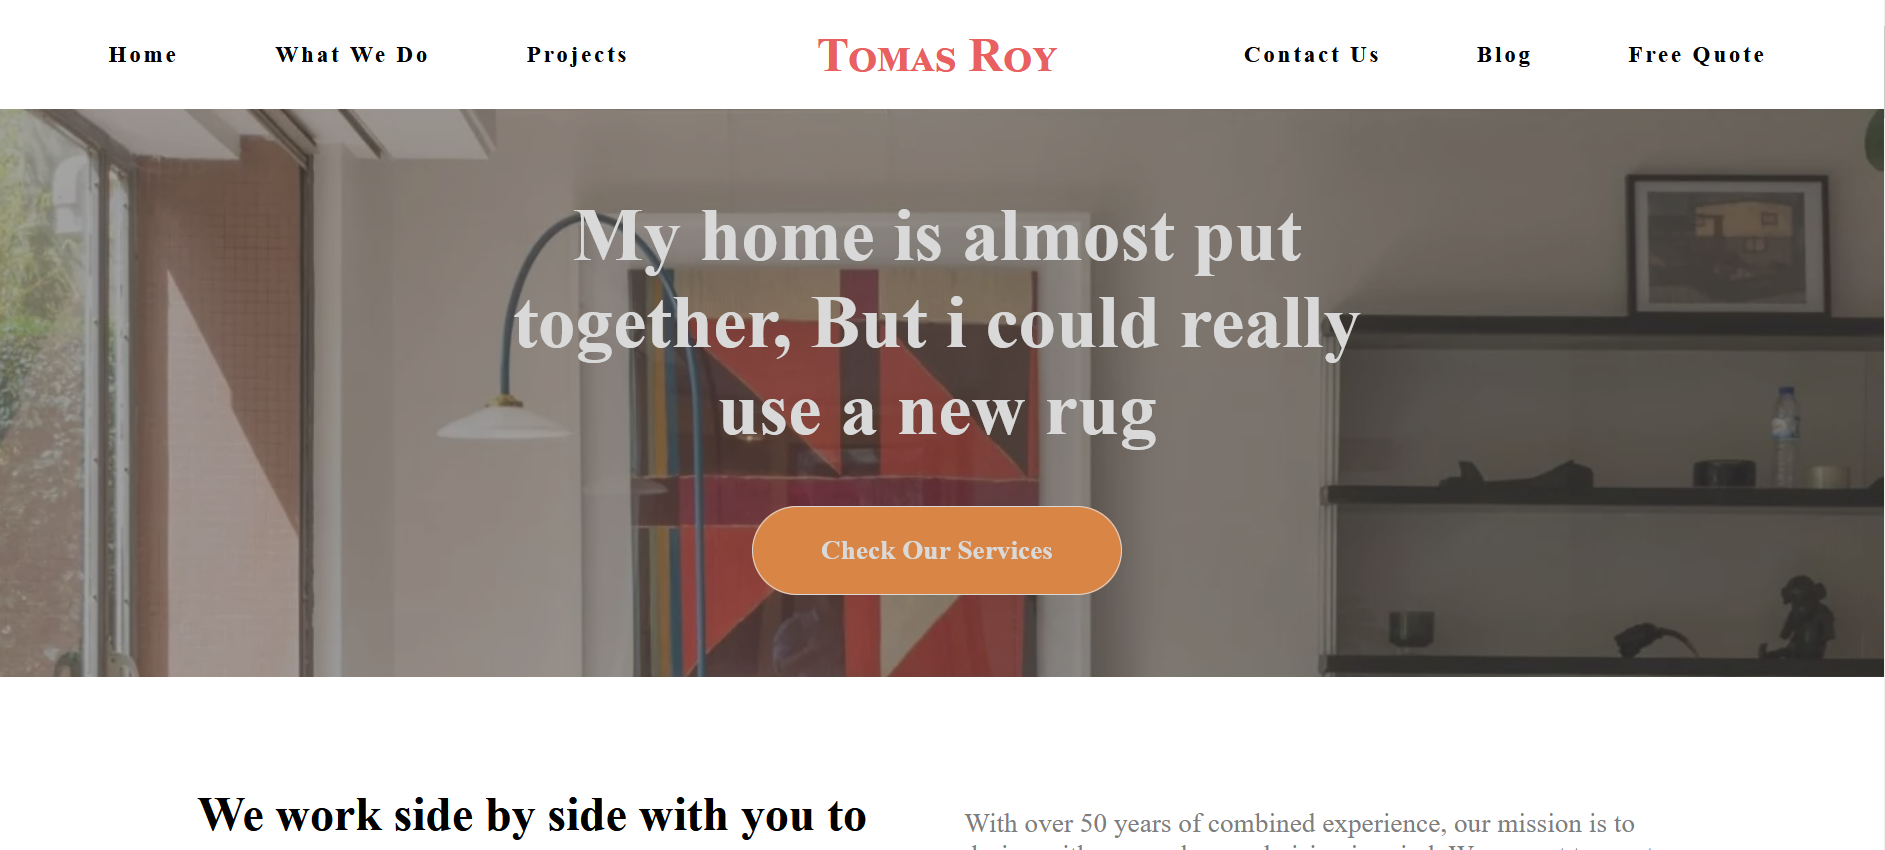 Home What We Do Projects Tomas Roy Contact Us Blog Free Quote
My home is almost put
together, But i could really
use a new rug
Check Our Services
We work side by side with you to
With over 50 years of combined experience, our mission is to